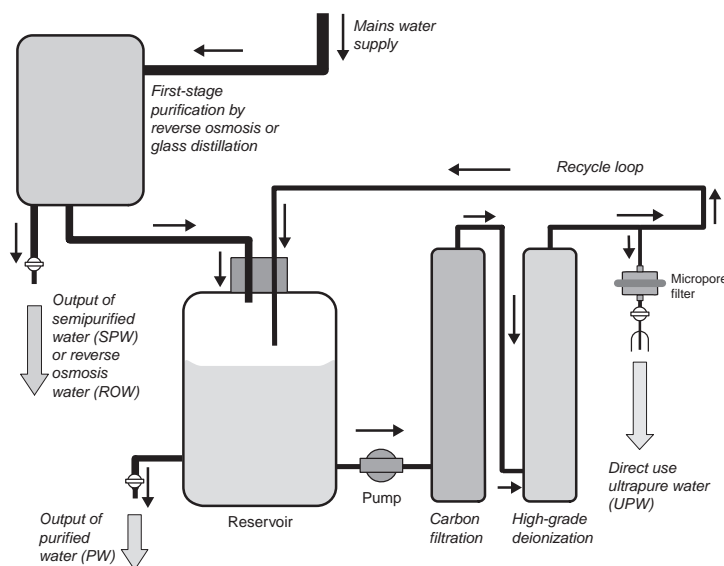 Mains water
supply
First-stage
purification by
reverse osmosis or
glass distillation
Recycle loop
Micropore
filter
Output of
semipurified
water (SPW)
or reverse
osmosis
water (ROW)
Direct use
ultrapure water
(UPW)
Pump
Reservoir
Carbon
filtration
High-grade
deionization
Output of
purified
water (PW)